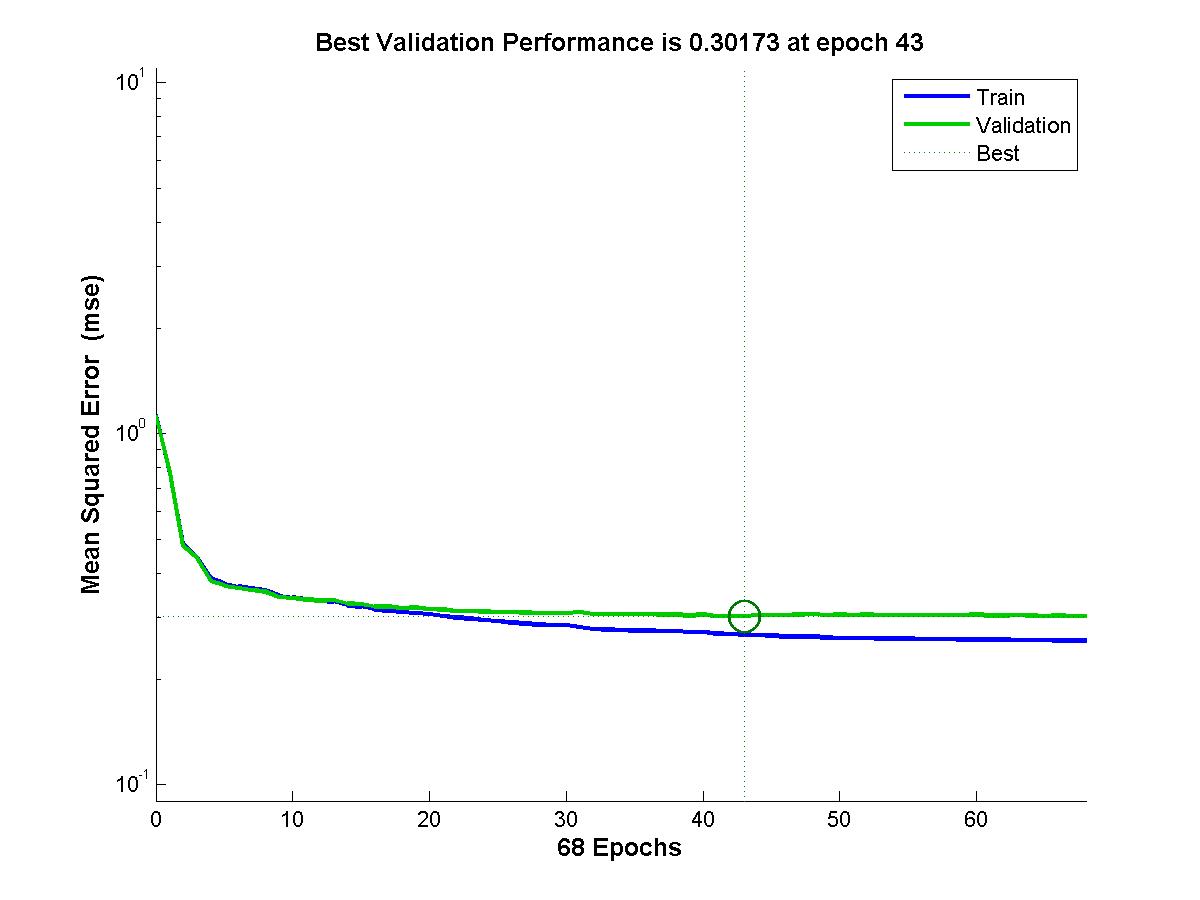 Best Validation Performance is 0.30173 at epoch 43
10^1
10^0
10^-1
Mean Squared Error (mse)
Train
Validation
Best
0 10 20 30 40 50 60
68 Epochs